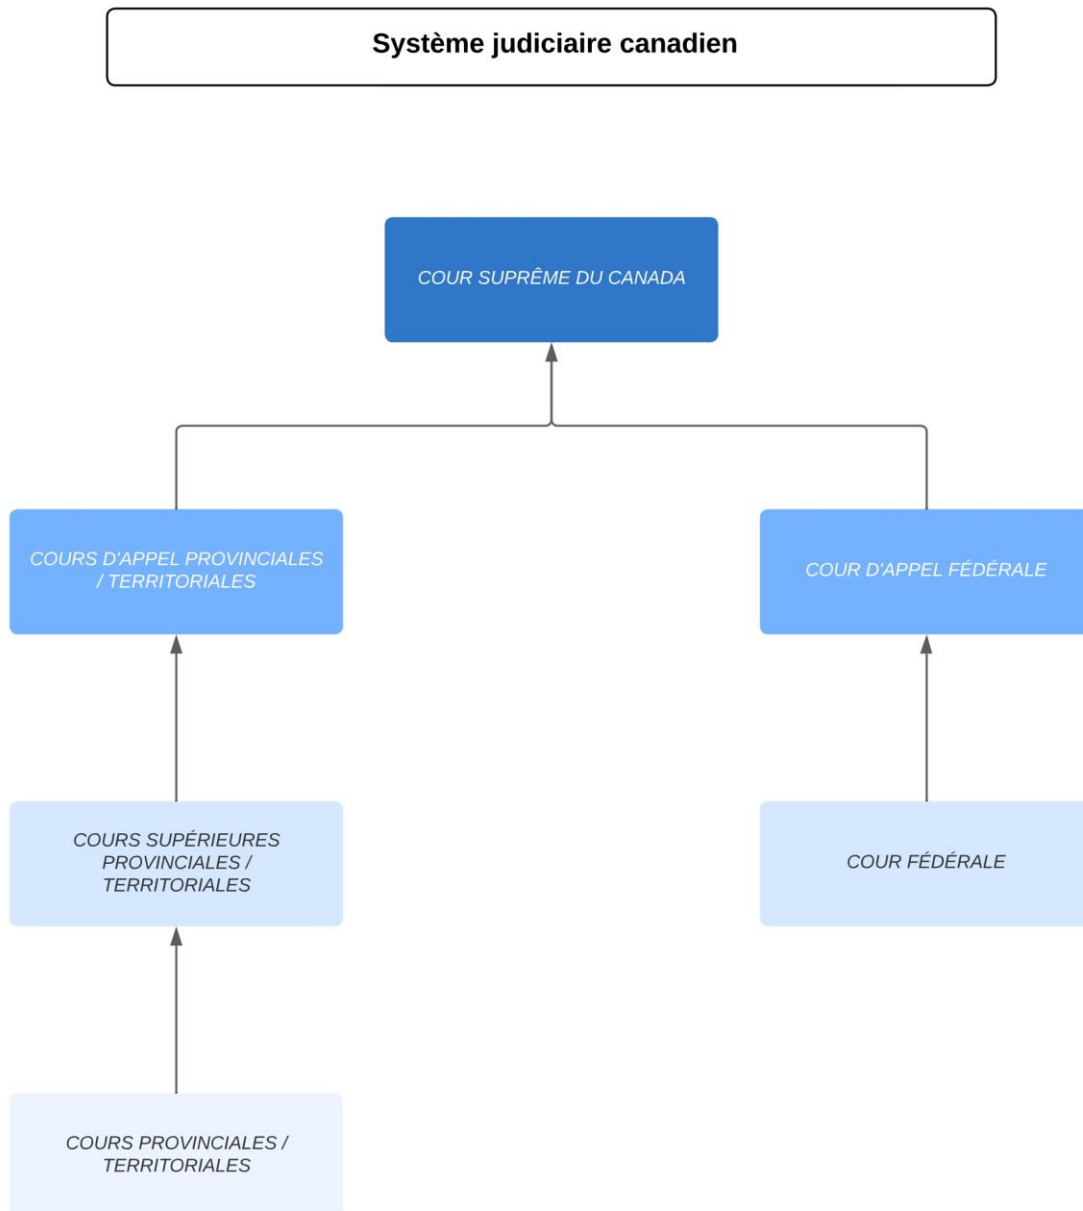 Système judiciaire canadien
COUR SUPRÊME DU CANADA
COURS D'APPEL PROVINCIALES
/ TERRITORIALES
COUR D'APPEL FÉDÉRALE
COURS SUPÉRIEURES
PROVINCIALES /
TERRITORIALES
COUR FÉDÉRALE
COURS PROVINCIALES /
TERRITORIALES